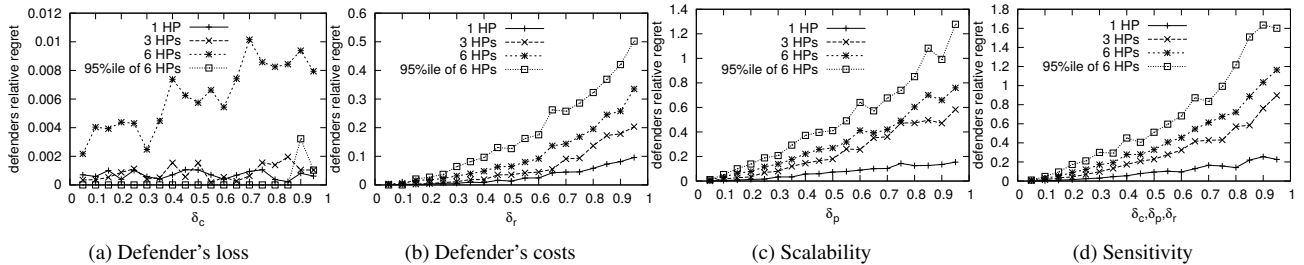 defenders relative regret
0.012
0.01
0.008
0.006
0.004
0.002
0
1 HP
3 HPs
6 HPs
95%ile of 6 HPs
0 0.1 0.2 0.3 0.4 0.5 0.6 0.7 0.8 0.9 1
δc
(a) Defender's loss
defenders relative regret
0.6
0.5
0.4
0.3
0.2
0.1
0
1 HP
3 HPs
6 HPs
95%ile of 6 HPs
0 0.1 0.2 0.3 0.4 0.5 0.6 0.7 0.8 0.9 1
δr
(b) Defender's costs
defenders relative regret
1.4
1.2
1
0.8
0.6
0.4
0.2
0
1 HP
3 HPs
6 HPs
95%ile of 6 HPs
0 0.1 0.2 0.3 0.4 0.5 0.6 0.7 0.8 0.9 1
δp
(c) Scalability
defenders relative regret
1.8
1.6
1.4
1.2
1
0.8
0.6
0.4
0.2
0
1 HP
3 HPs
6 HPs
95%ile of 6 HPs
0 0.1 0.2 0.3 0.4 0.5 0.6 0.7 0.8 0.9 1
δc,δp,δr
(d) Sensitivity